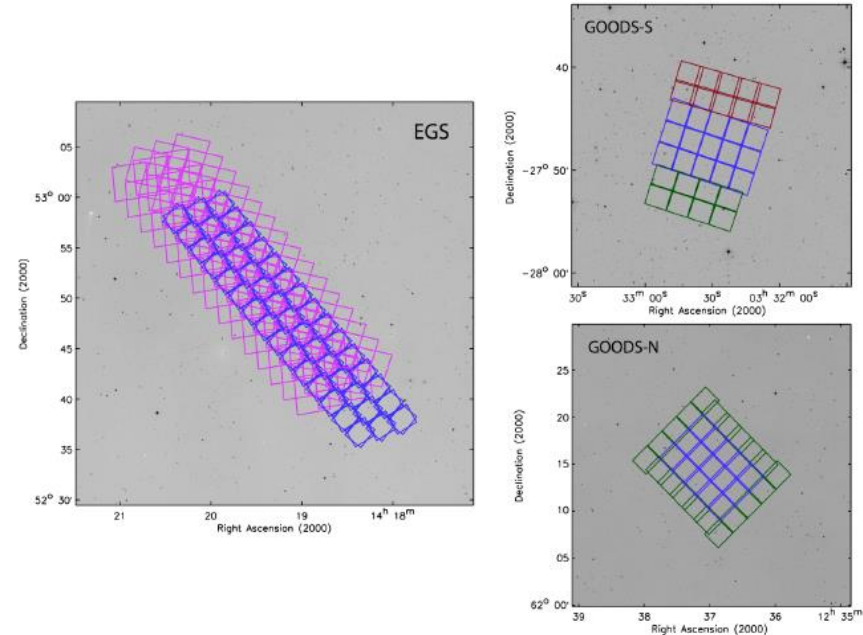 EGS
05
53° 00'
55
50
45
40
35
52° 30'
Declination (2000)
21 20 19 14ʰ 18ᵐ
Right Ascension (2000)
GOODS-S
40
-27° 50'
-28° 00'
Declination (2000)
30ˢ 33ᵐ 00ˢ 30ˢ 03ʰ 32ᵐ 00ˢ
Right Ascension (2000)
GOODS-N
25
20
15
10
05
62° 00'
Declination (2000)
39 38 37 36 12ʰ 35ᵐ
Right Ascension (2000)